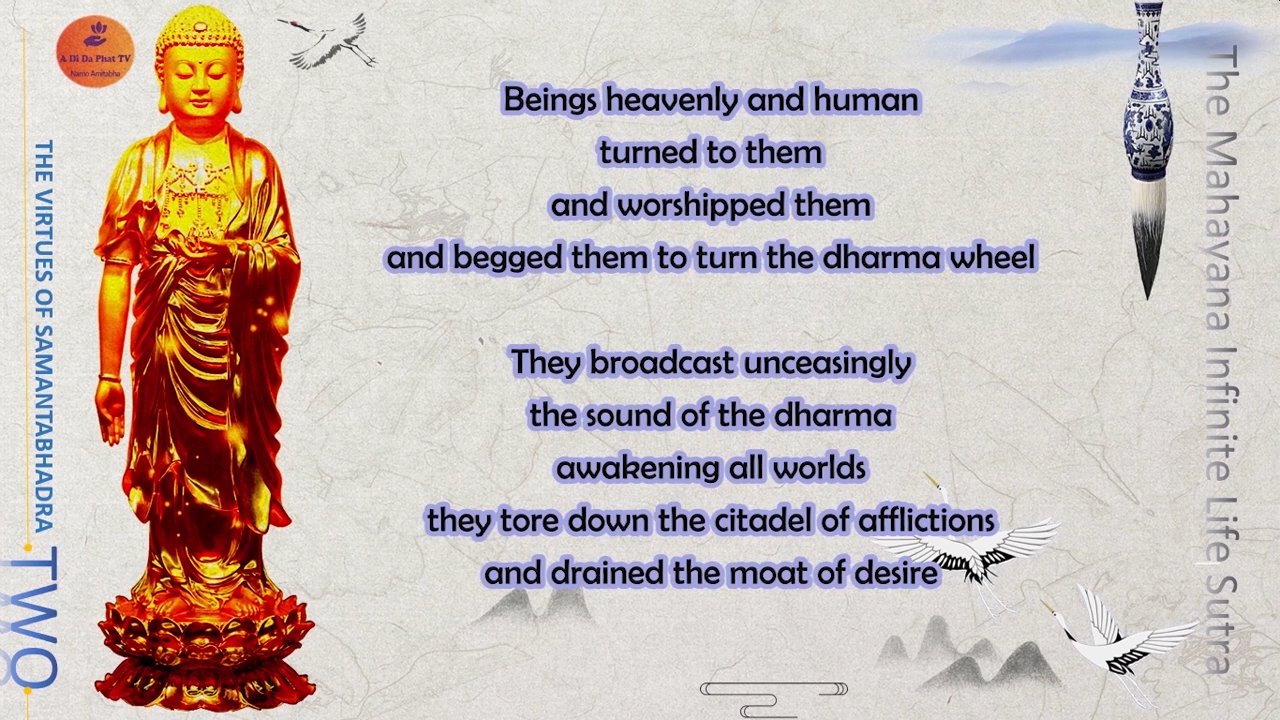 A Di Da Phat TV
Namo Amitabha
THE VIRTUES OF SAMANTABHADRA
TWO
Beings heavenly and human
turned to them
and worshipped them
and begged them to turn the dharma wheel
They broadcast unceasingly
the sound of the dharma
awakening all worlds
they tore down the citadel of afflictions
and drained the moat of desire
The Mahayana Infinite Life Sutra